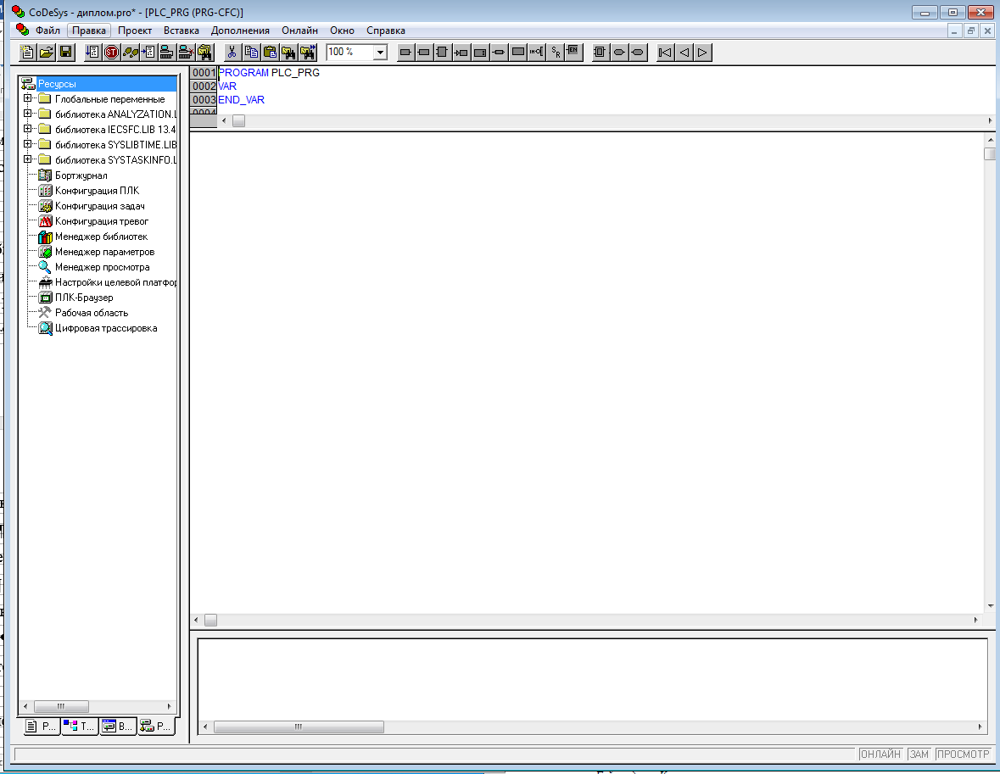 CoDeSys - диплом.pro* - [PLC_PRG (PRG-CFC)]
Файл Правка Проект Вставка Дополнения Онлайн Окно Справка
100 %
0001 PROGRAM PLC_PRG
0002 VAR
0003 END_VAR
0004
Ресурсы
Глобальные переменные
библиотека ANALYZATION.L
библиотека IECSFC.LIB 13.4
библиотека SYSLIBTIME.LIB
библиотека SYSTASKINFO.L
Бортжурнал
Конфигурация ПЛК
Конфигурация задач
Конфигурация тревог
Менеджер библиотек
Менеджер параметров
Менеджер просмотра
Настройки целевой платфор
ПЛК-Браузер
Рабочая область
Цифровая трассировка
Р... Т... В... Р...
ОНЛАЙН ЗАМ ПРОСМОТР